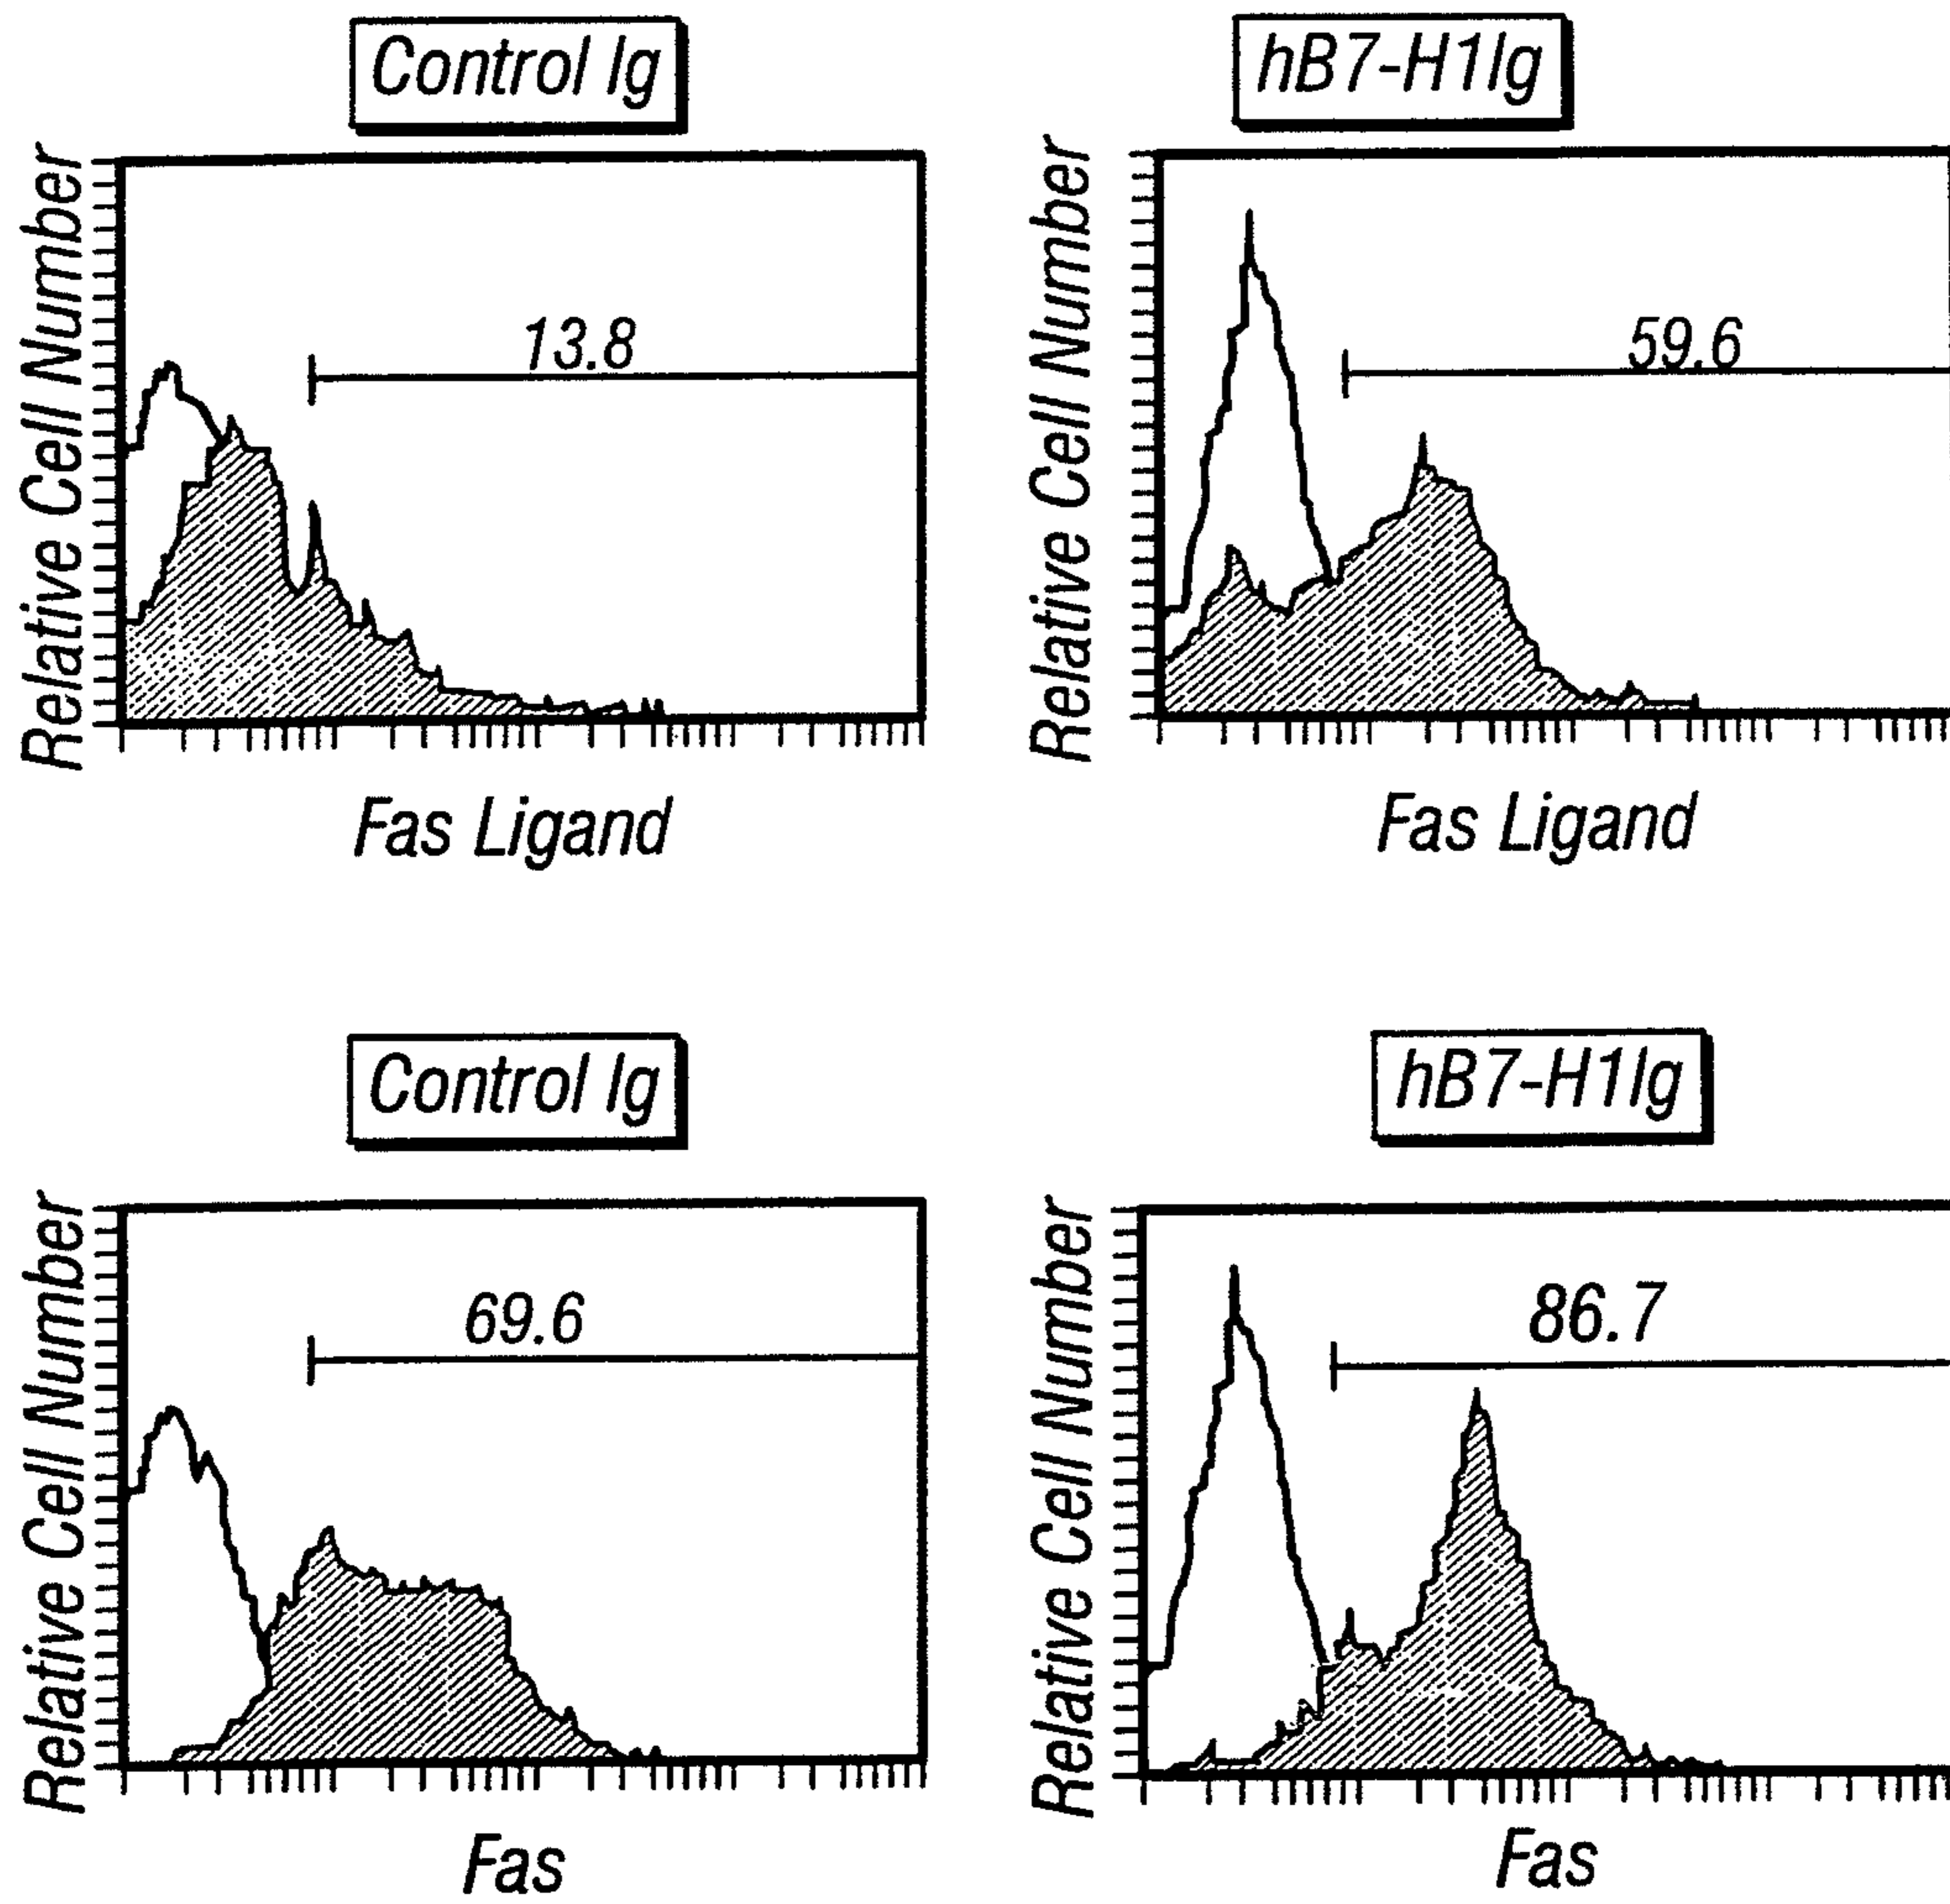 Control Ig
hB7-H1Ig
Relative Cell Number
13.8
Fas Ligand
Relative Cell Number
59.6
Fas Ligand
Control Ig
hB7-H1Ig
Relative Cell Number
69.6
Fas
Relative Cell Number
86.7
Fas